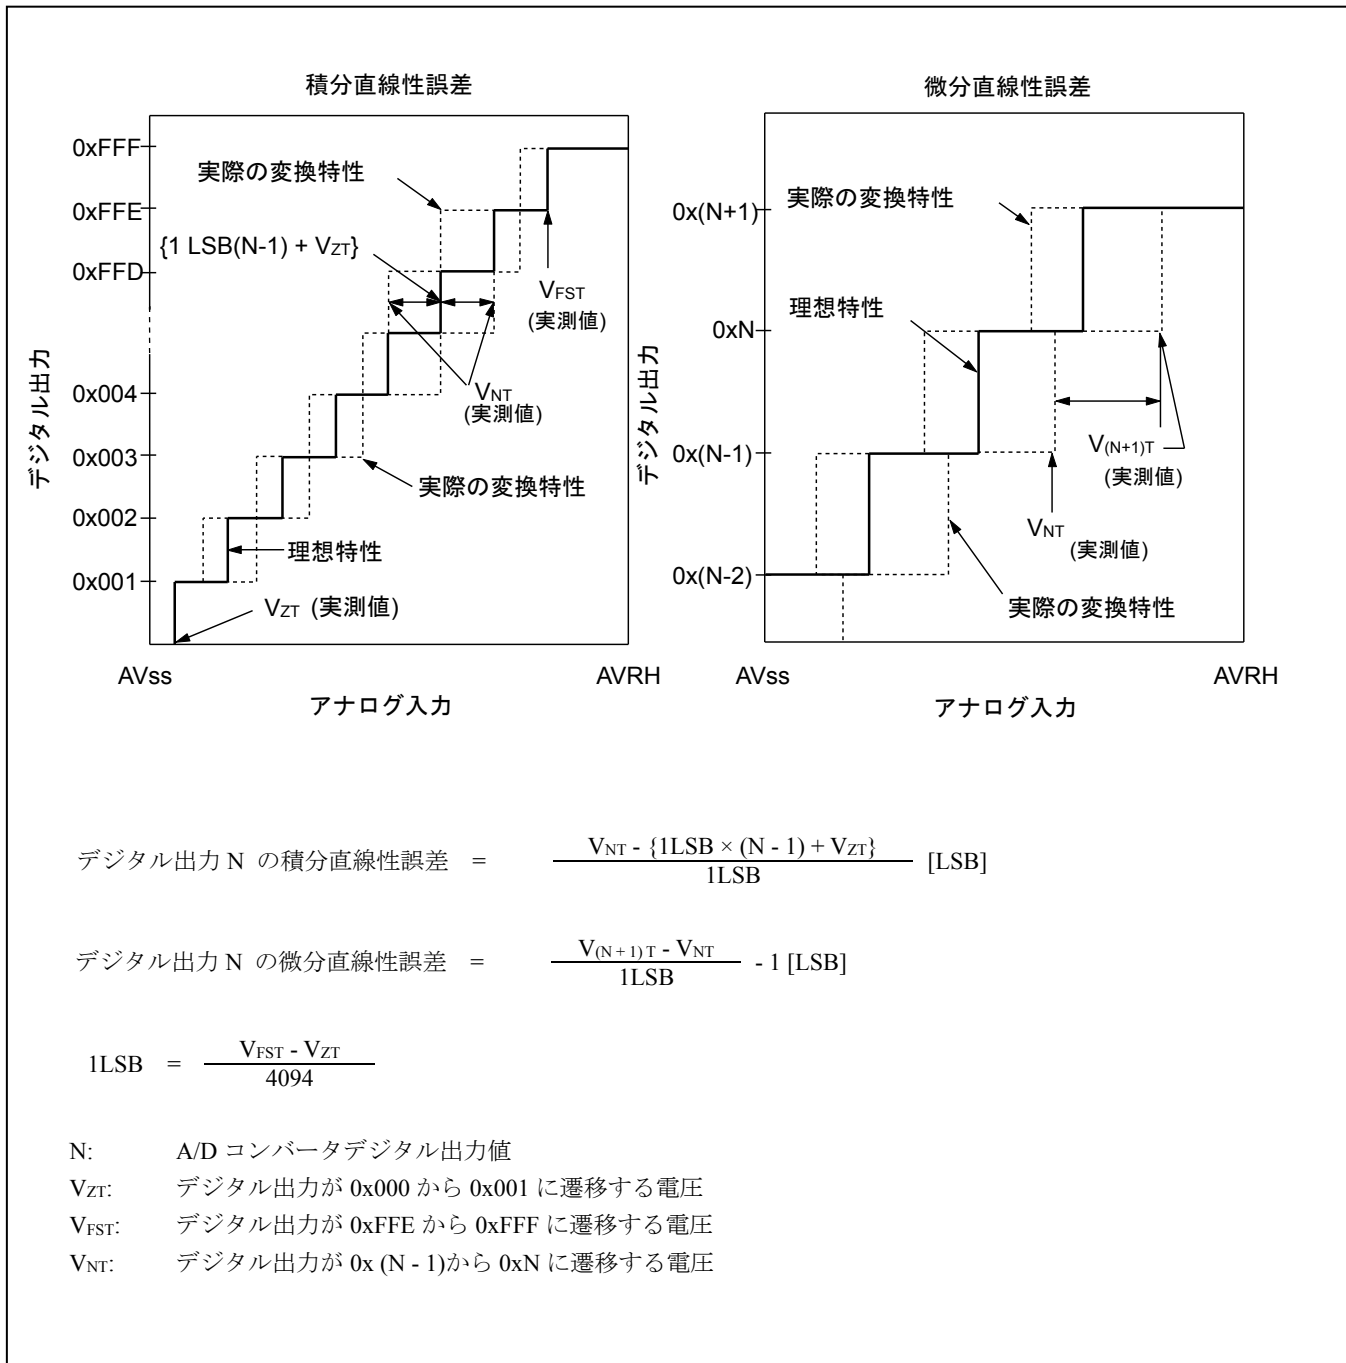 積分直線性誤差
0xFFF
0xFFE
0xFFD
0x004
0x003
0x002
0x001
デジタル出力
実際の変換特性
{1 LSB(N-1) + VZT}
VFST
(実測値)
VNT
(実測値)
実際の変換特性
理想特性
VZT (実測値)
AVss
AVRH
アナログ入力
微分直線性誤差
0x(N+1)
0xN
0x(N-1)
0x(N-2)
デジタル出力
実際の変換特性
理想特性
V(N+1)T
(実測値)
VNT
(実測値)
実際の変換特性
AVss
AVRH
アナログ入力
デジタル出力 N の積分直線性誤差 =
VNT - {1LSB × (N - 1) + VZT}
1LSB
[LSB]
デジタル出力 N の微分直線性誤差 =
V(N + 1) T - VNT
1LSB
- 1 [LSB]
1LSB =
VFST - VZT
4094
N: A/D コンバータデジタル出力値
VZT: デジタル出力が 0x000 から 0x001 に遷移する電圧
VFST: デジタル出力が 0xFFE から 0xFFF に遷移する電圧
VNT: デジタル出力が 0x (N - 1)から 0xN に遷移する電圧